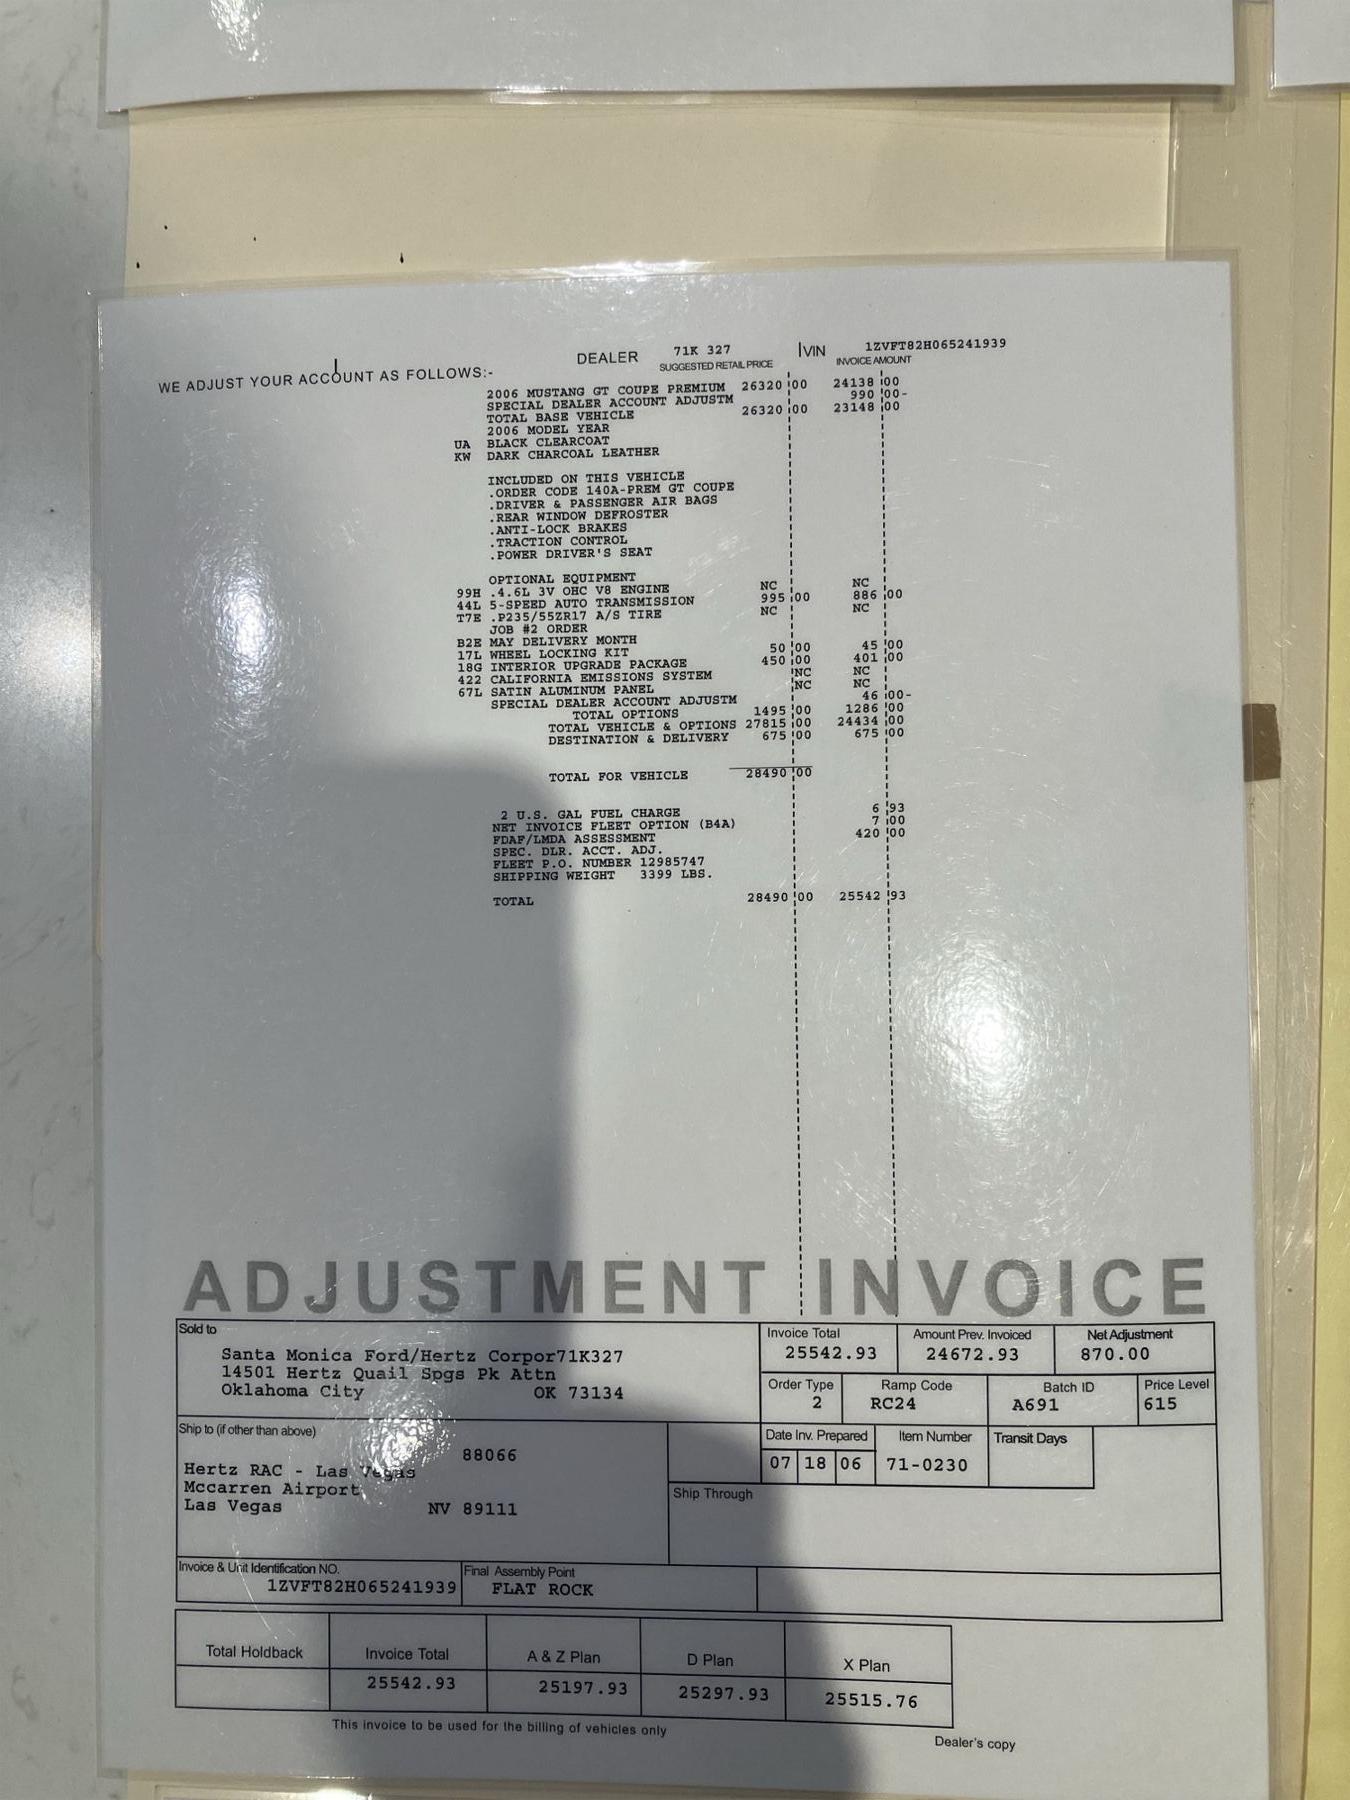 DEALER 71K 327 VIN 1ZVFT82H065241939
WE ADJUST YOUR ACCOUNT AS FOLLOWS:- SUGGESTED RETAIL PRICE INVOICE AMOUNT
2006 MUSTANG GT COUPE PREMIUM 26320 00 24138 00
SPECIAL DEALER ACCOUNT ADJUSTM 990 00-
TOTAL BASE VEHICLE 26320 00 23148 00
2006 MODEL YEAR
UA BLACK CLEARCOAT
KW DARK CHARCOAL LEATHER
INCLUDED ON THIS VEHICLE
.ORDER CODE 140A-PREM GT COUPE
.DRIVER & PASSENGER AIR BAGS
.REAR WINDOW DEFROSTER
.ANTI-LOCK BRAKES
.TRACTION CONTROL
.POWER DRIVER'S SEAT
OPTIONAL EQUIPMENT
99H .4.6L 3V OHC V8 ENGINE NC NC
44L 5-SPEED AUTO TRANSMISSION 995 00 886 00
T7E .P235/55ZR17 A/S TIRE NC NC
JOB #2 ORDER
B2E MAY DELIVERY MONTH
17L WHEEL LOCKING KIT 50 00 45 00
18G INTERIOR UPGRADE PACKAGE 450 00 401 00
422 CALIFORNIA EMISSIONS SYSTEM NC NC
67L SATIN ALUMINUM PANEL NC NC
SPECIAL DEALER ACCOUNT ADJUSTM 46 00-
TOTAL OPTIONS 1495 00 1286 00
TOTAL VEHICLE & OPTIONS 27815 00 24434 00
DESTINATION & DELIVERY 675 00 675 00
TOTAL FOR VEHICLE 28490 00
2 U.S. GAL FUEL CHARGE 6 93
NET INVOICE FLEET OPTION (B4A) 7 00
FDAF/LMDA ASSESSMENT 420 00
SPEC. DLR. ACCT. ADJ.
FLEET P.O. NUMBER 12985747
SHIPPING WEIGHT 3399 LBS.
TOTAL 28490 00 25542 93
ADJUSTMENT INVOICE
Sold to
Santa Monica Ford/Hertz Corpor71K327
14501 Hertz Quail Spgs Pk Attn
Oklahoma City OK 73134
Invoice Total Amount Prev. Invoiced Net Adjustment
25542.93 24672.93 870.00
Order Type Ramp Code Batch ID Price Level
2 RC24 A691 615
Ship to (if other than above)
88066
Hertz RAC - Las Vegas
Mccarren Airport
Las Vegas NV 89111
Date Inv. Prepared Item Number Transit Days
07 18 06 71-0230
Ship Through
Invoice & Unit Identification NO. Final Assembly Point
1ZVFT82H065241939 FLAT ROCK
Total Holdback Invoice Total A & Z Plan D Plan X Plan
25542.93 25197.93 25297.93 25515.76
This invoice to be used for the billing of vehicles only
Dealer's copy